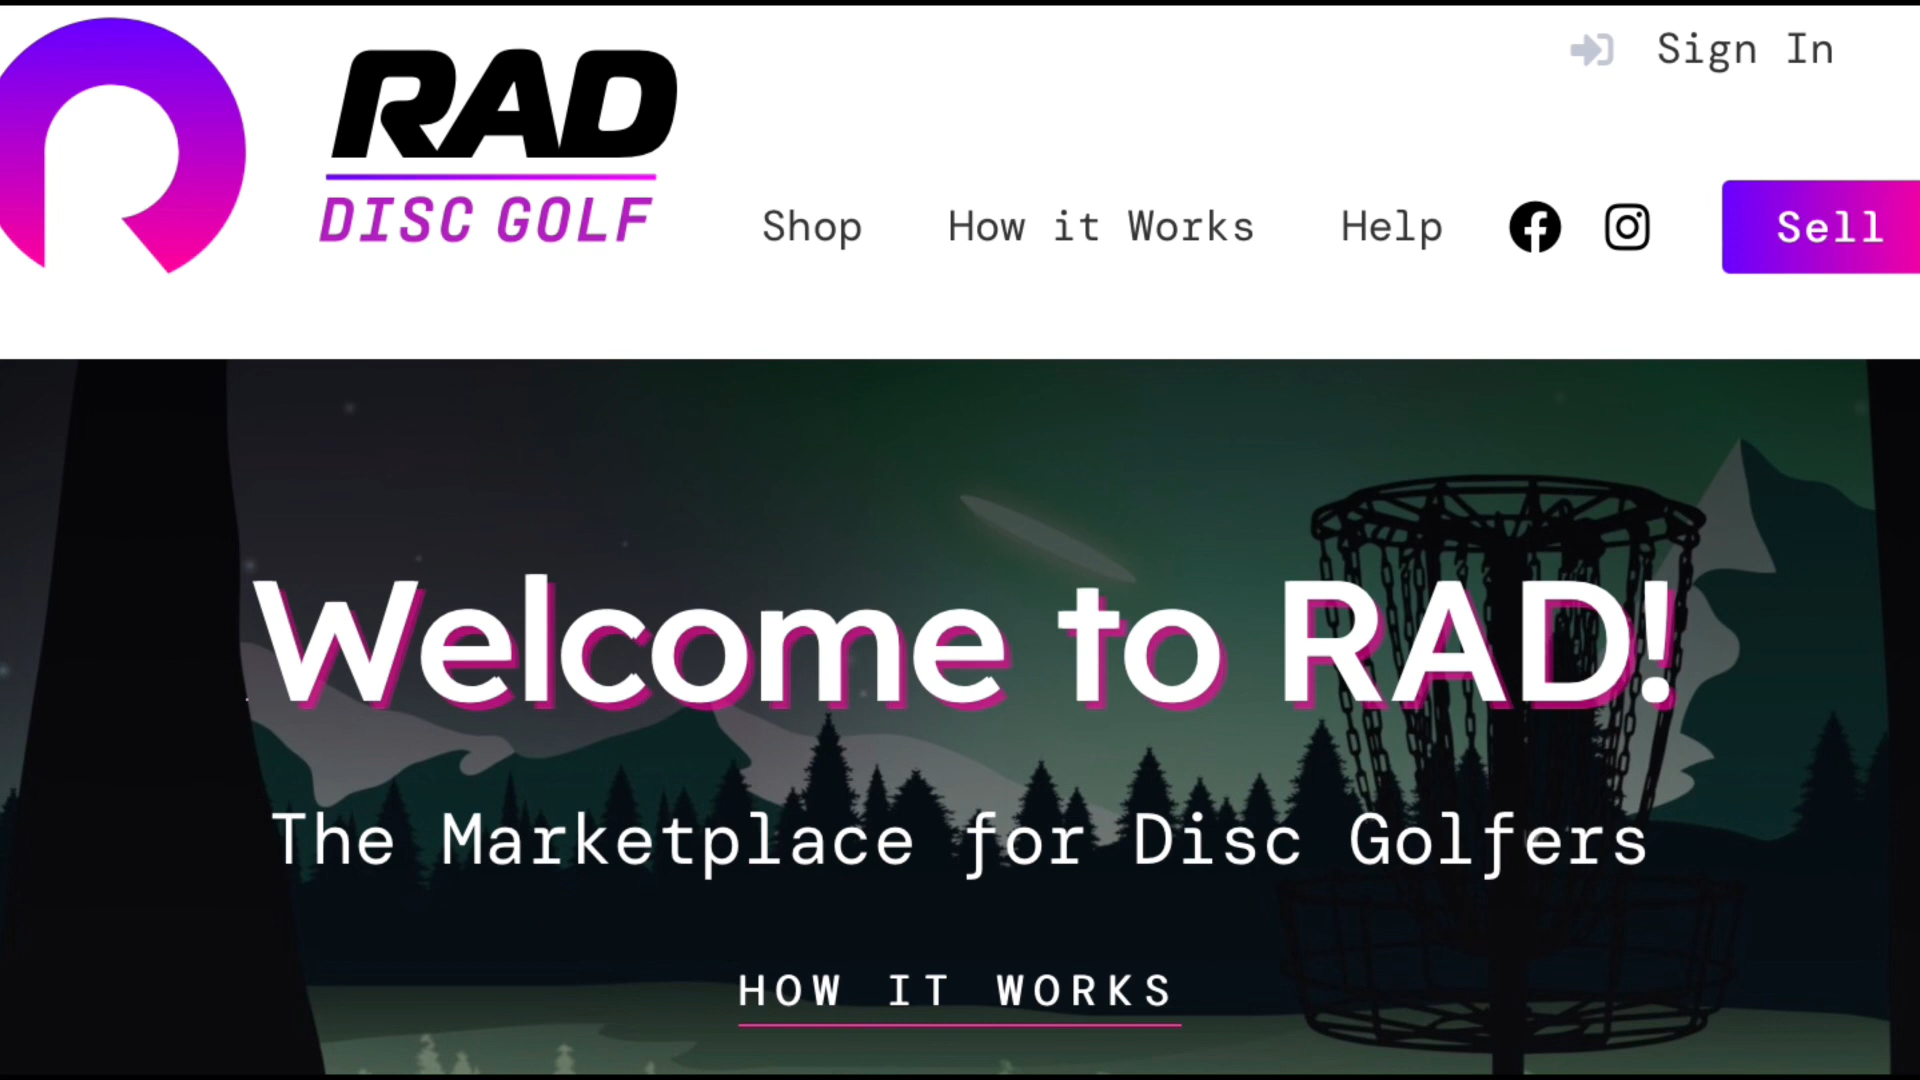 Sign In
RAD
DISC GOLF
Shop How it Works Help Sell
Welcome to RAD!
The Marketplace for Disc Golfers
HOW IT WORKS